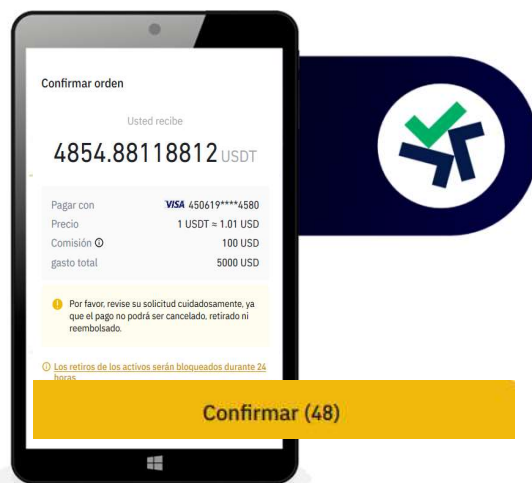 Confirmar orden
Usted recibe
4854.88118812 USDT
Pagar con VISA 450619****4580
Precio 1 USDT ≈ 1.01 USD
Comisión 100 USD
gasto total 5000 USD
Por favor, revise su solicitud cuidadosamente, ya
que el pago no podrá ser cancelado, retirado ni
reembolsado.
Los retiros de los activos serán bloqueados durante 24
horas
Confirmar (48)